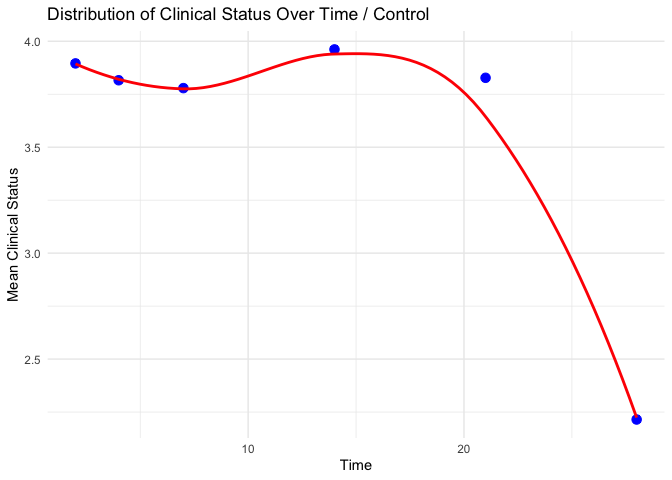 Distribution of Clinical Status Over Time / Control
4.0
3.5
3.0
2.5
Mean Clinical Status
10
20
Time